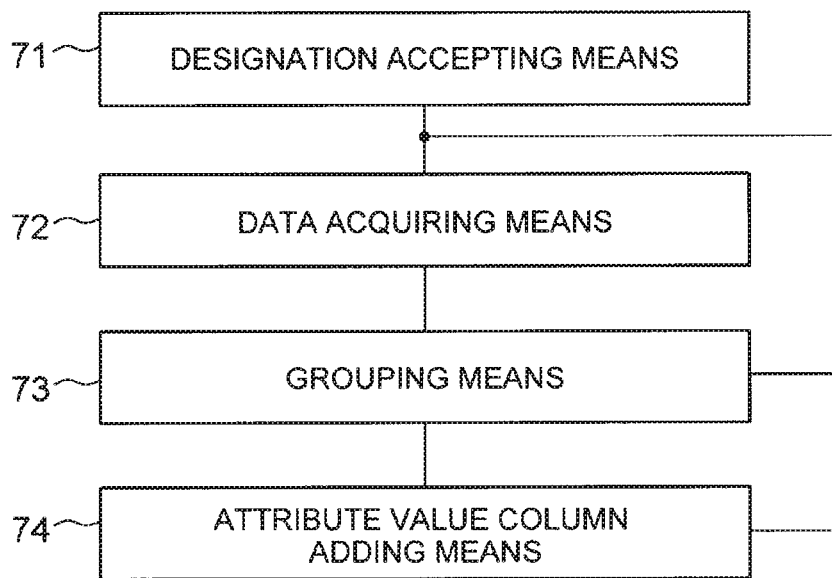 71
DESIGNATION ACCEPTING MEANS
72
DATA ACQUIRING MEANS
73
GROUPING MEANS
74
ATTRIBUTE VALUE COLUMN
ADDING MEANS